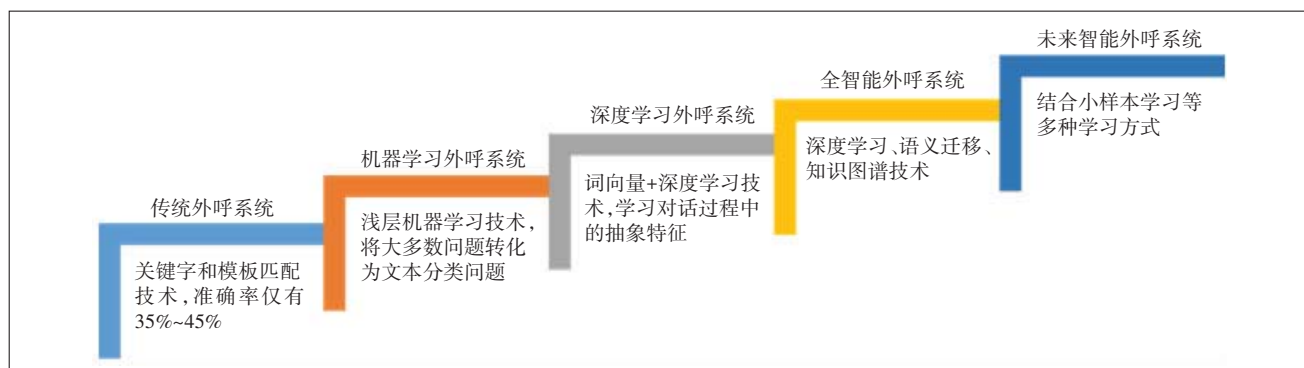 传统外呼系统
关键字和模板匹配
技术，准确率仅有
35%~45%
机器学习外呼系统
浅层机器学习技术，
将大多数问题转化
为文本分类问题
深度学习外呼系统
词向量+深度学习技
术，学习对话过程中
的抽象特征
全智能外呼系统
深度学习、语义迁移、
知识图谱技术
未来智能外呼系统
结合小样本学习等
多种学习方式